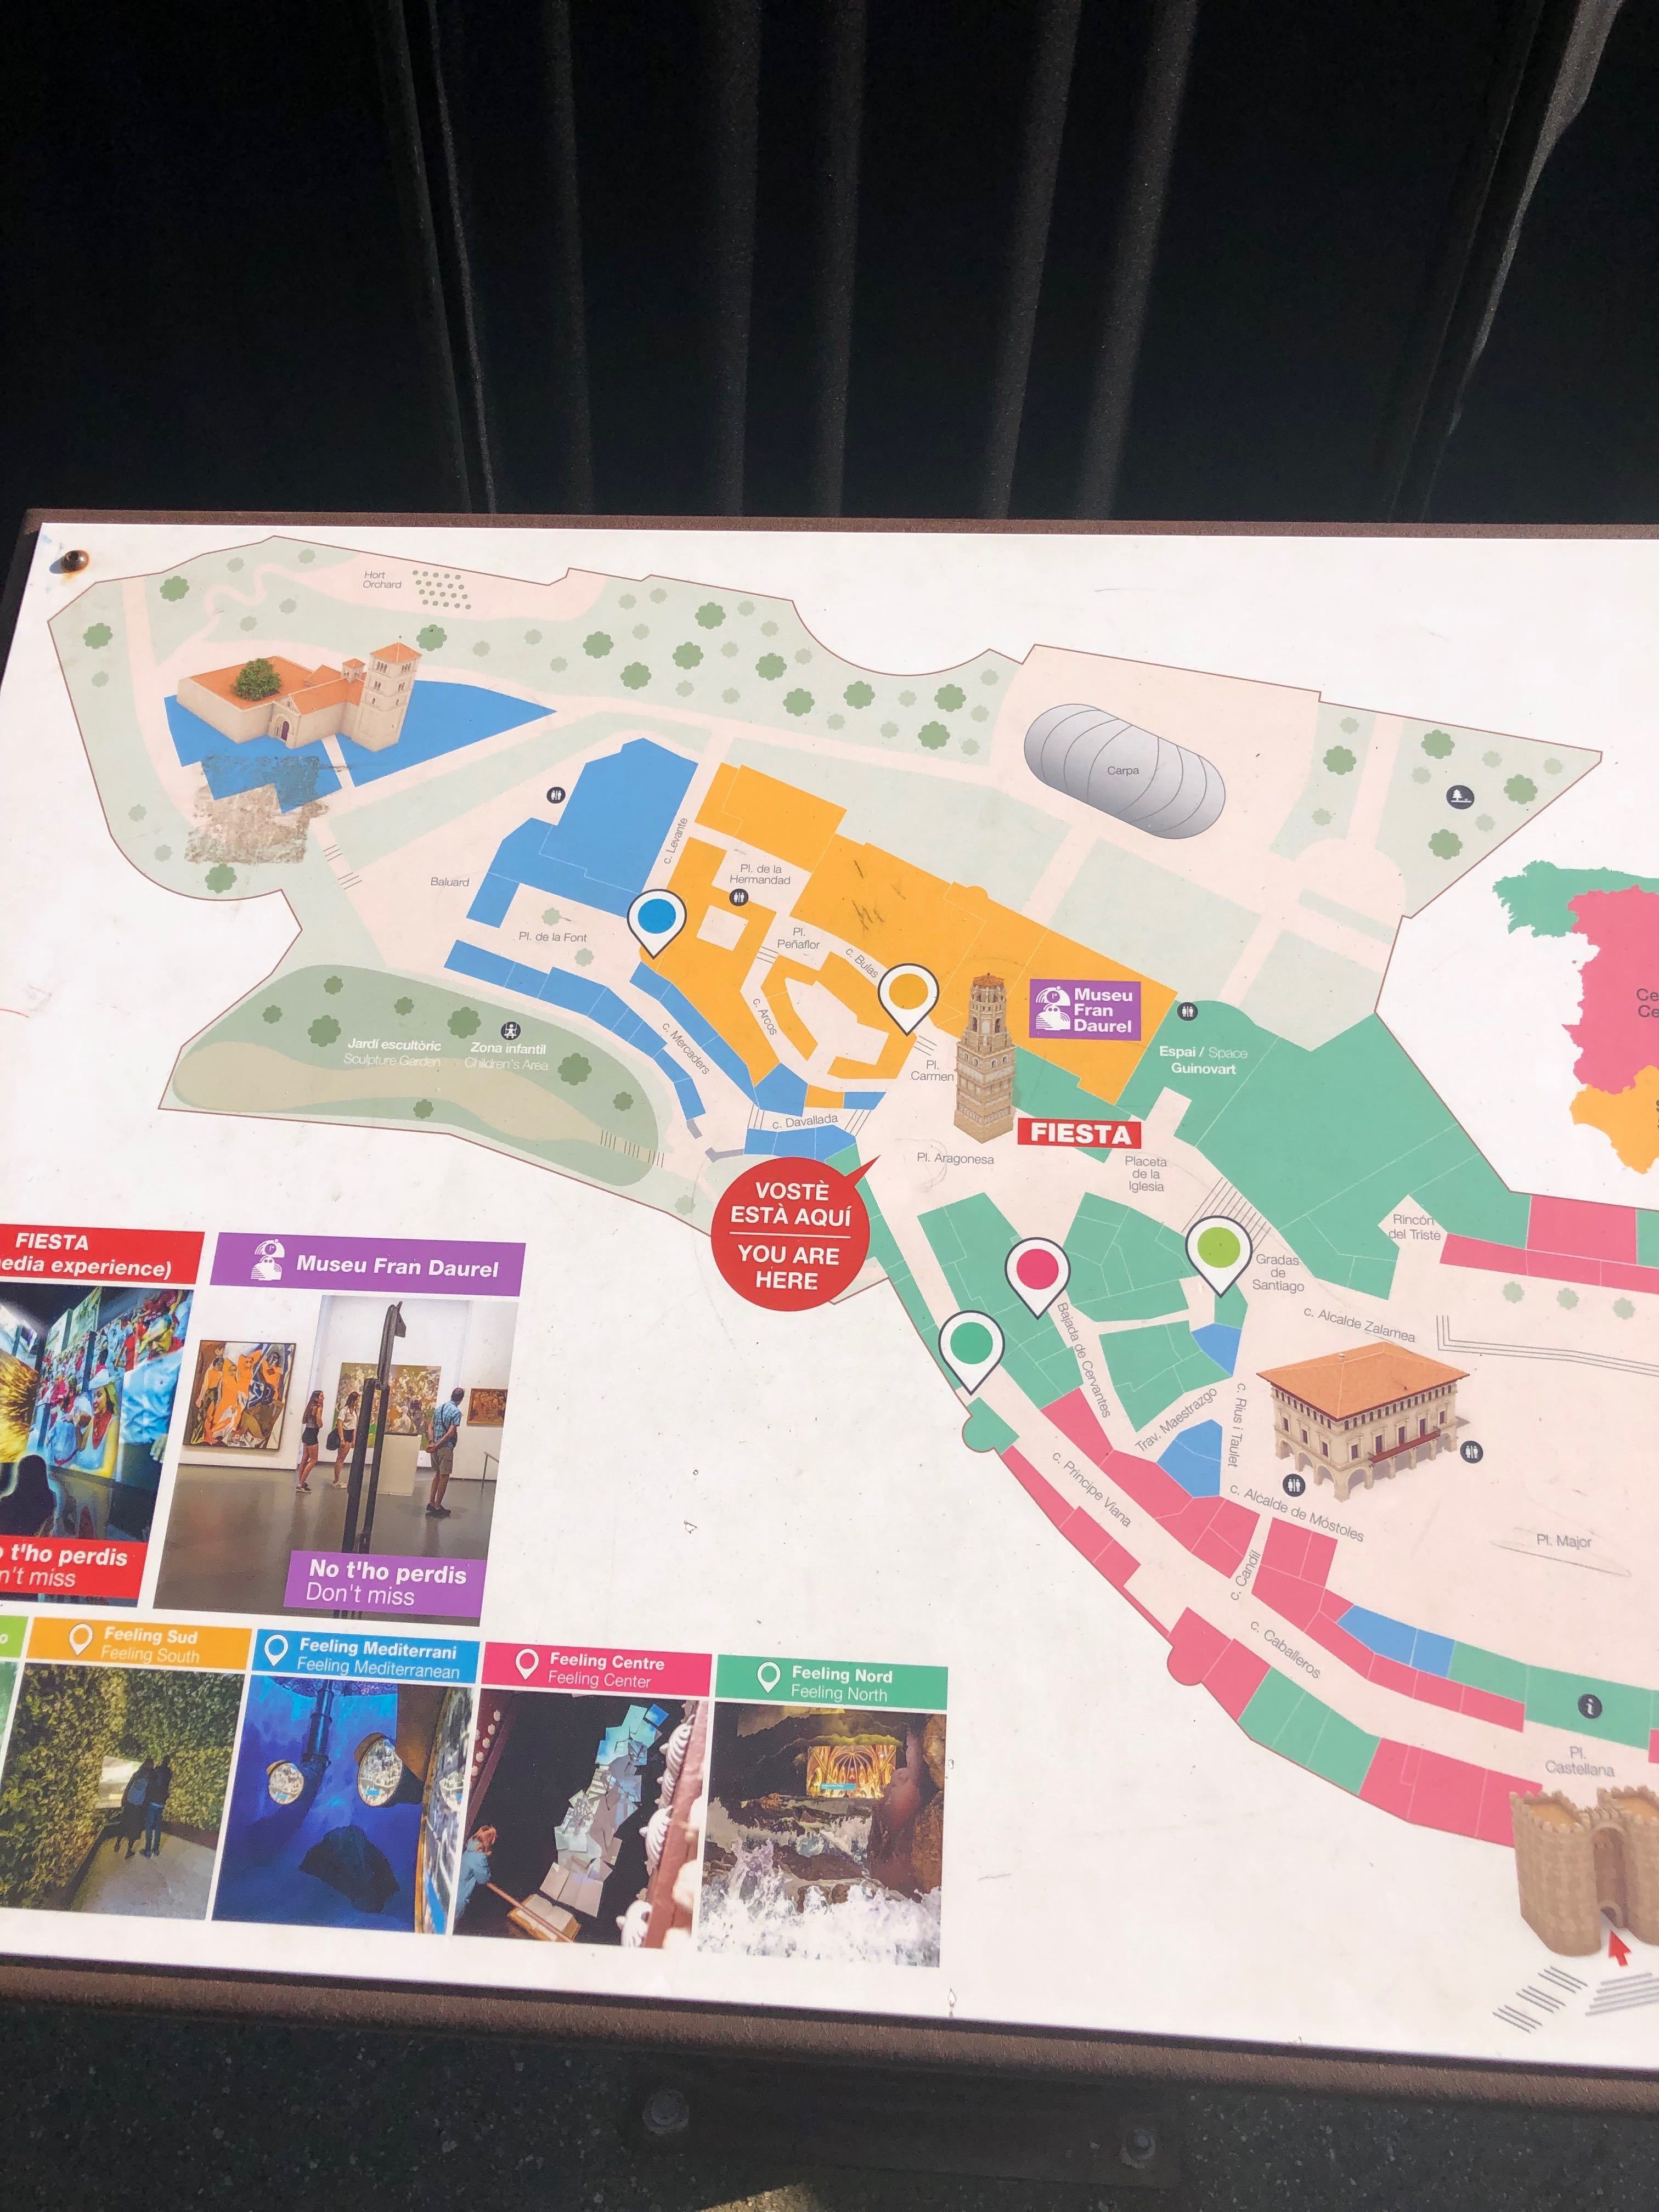 Hort
Orchard
Carpa
c. Levante
Pl. de la
Hermandad
Baluard
Pl. de la Font
Pl.
Peñaflor
c. Bulas
c. Arcos
c. Mercaders
Museu
Fran
Daurel
Jardí escultòric
Sculpture Garden
Zona infantil
Children's Area
Pl.
Carmen
Espai / Space
Guinovart
c. Davallada
FIESTA
Pl. Aragonesa
Placeta
de la
Iglesia
VOSTÈ
ESTÀ AQUÍ
YOU ARE
HERE
Rincón
del Triste
Gradas
de
Santiago
c. Alcalde Zalamea
Bajada de Cervantes
Trav. Maestrazgo
c. Rius i Taulet
c. Príncipe Viana
c. Alcalde de Móstoles
Pl. Major
c. Candil
c. Caballeros
i
Pl.
Castellana
Ce
Ce
FIESTA
edia experience)
t'ho perdis
n't miss
Museu Fran Daurel
No t'ho perdis
Don't miss
o
Feeling Sud
Feeling South
Feeling Mediterrani
Feeling Mediterranean
Feeling Centre
Feeling Center
Feeling Nord
Feeling North